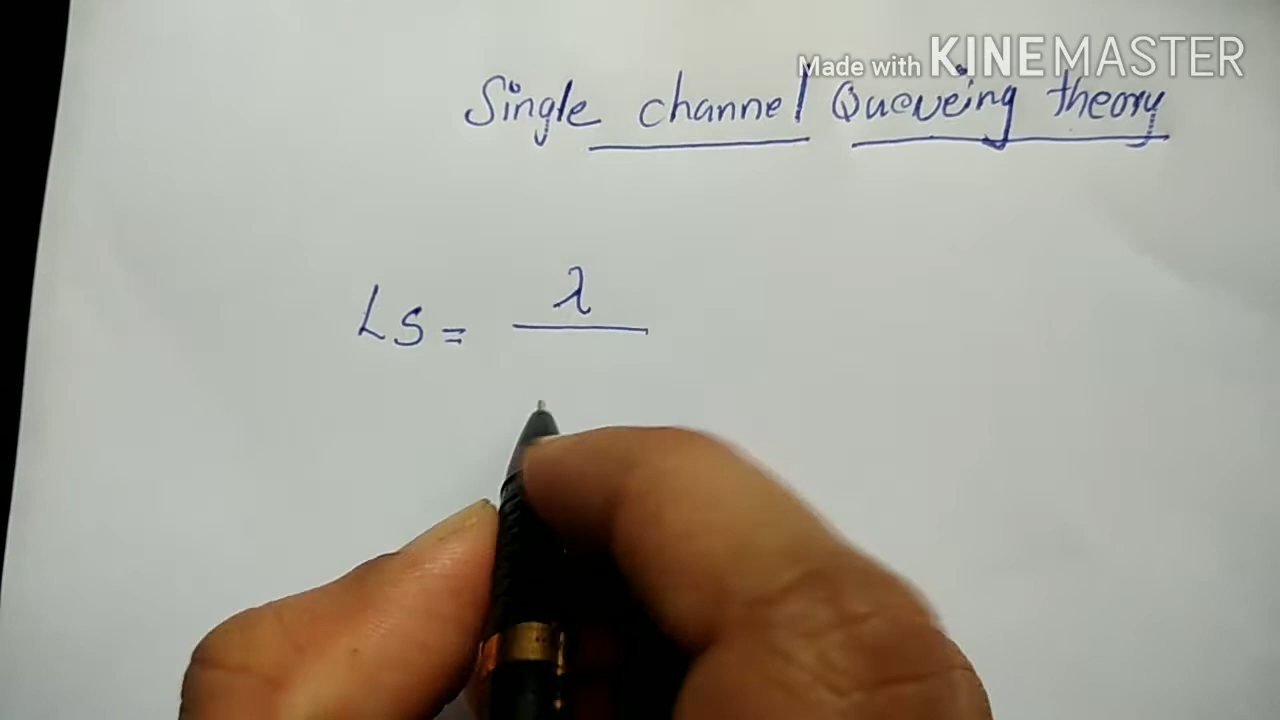 Made with KINEMASTER
Single channel Queueing theory
LS = λ